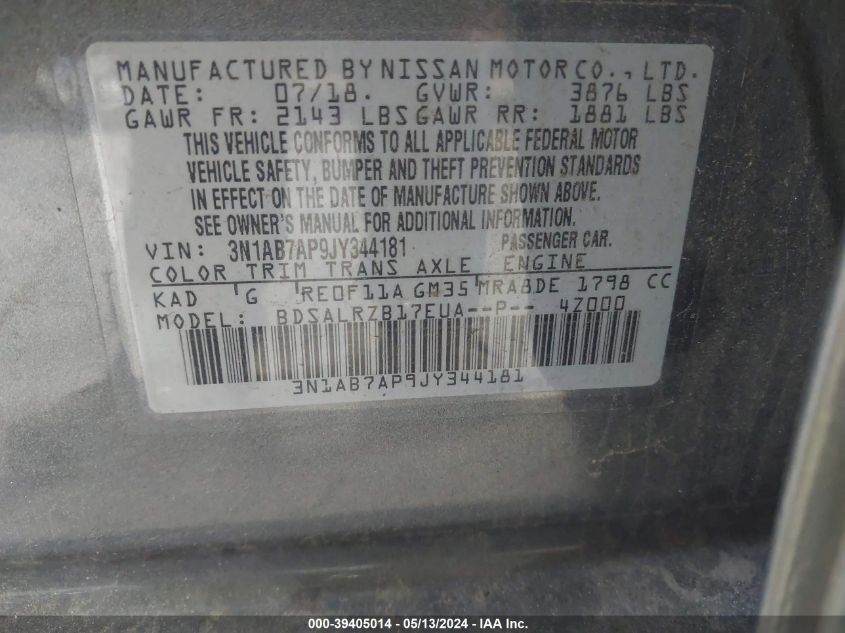 MANUFACTURED BY NISSAN MOTOR CO., LTD.
DATE: 07/18. GVWR: 3876 LBS
GAWR FR: 2143 LBS GAWR RR: 1881 LBS
THIS VEHICLE CONFORMS TO ALL APPLICABLE FEDERAL MOTOR
VEHICLE SAFETY, BUMPER AND THEFT PREVENTION STANDARDS
IN EFFECT ON THE DATE OF MANUFACTURE SHOWN ABOVE.
SEE OWNER'S MANUAL FOR ADDITIONAL INFORMATION.
VIN: 3N1AB7AP9JY344181 PASSENGER CAR.
COLOR TRIM TRANS AXLE ENGINE
KAD G RE0F11A GM35 MRA8DE 1798 CC
MODEL: BDSALRZB17EUA--P-- 4Z000
3N1AB7AP9JY344181
000-39405014 - 05/13/2024 - IAAI.COM